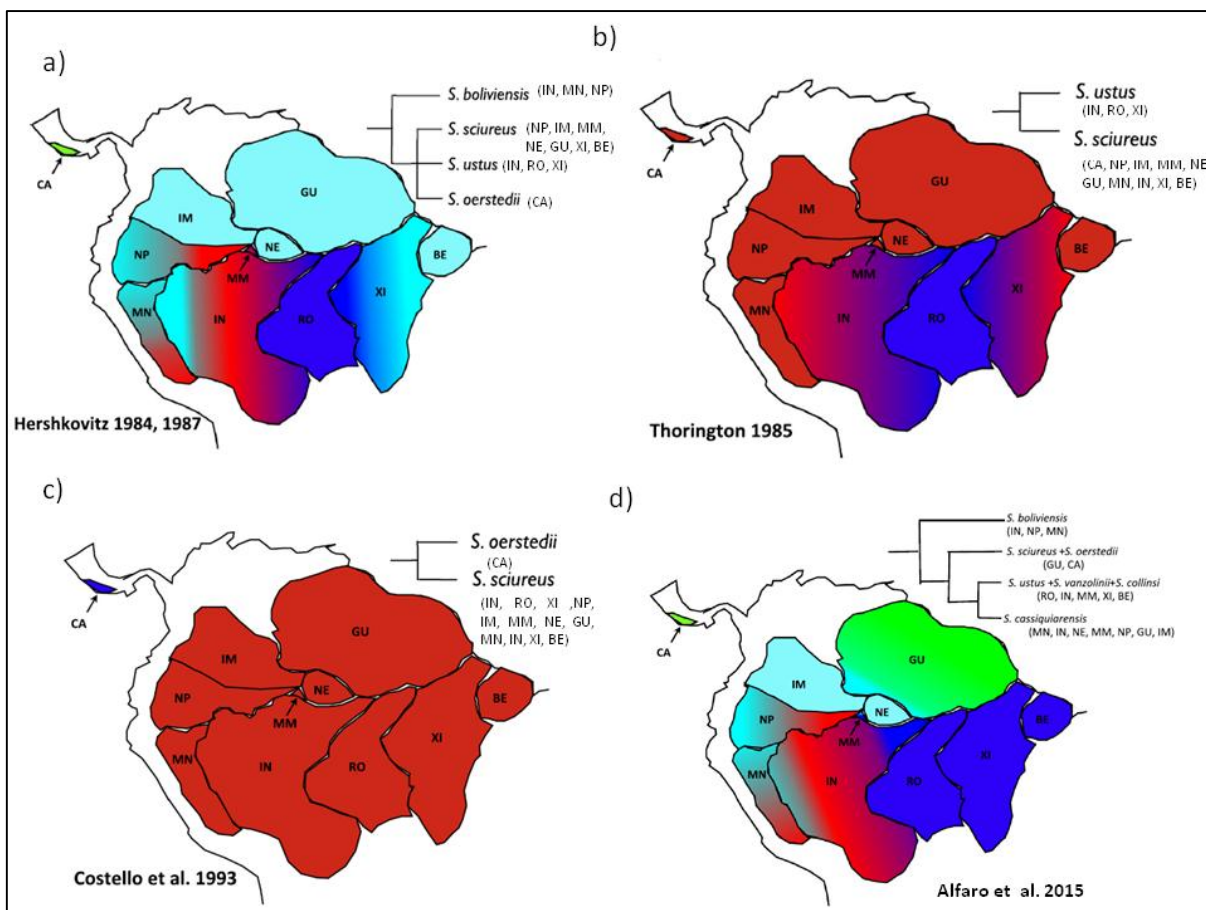 a)
S. boliviensis (IN, MN, NP)
S. sciureus (NP, IM, MM,
NE, GU, XI, BE)
S. ustus (IN, RO, XI)
S. oerstedii (CA)
CA
GU
IM
NE
NP
MM
BE
MN
IN
RO
XI
Hershkovitz 1984, 1987
b)
S. ustus
(IN, RO, XI)
S. sciureus
(CA, NP, IM, MM, NE
GU, MN, IN, XI, BE)
CA
GU
IM
NE
NP
MM
BE
MN
IN
RO
XI
Thorington 1985
c)
S. oerstedii
(CA)
S. sciureus
(IN, RO, XI ,NP,
IM, MM, NE, GU,
MN, IN, XI, BE)
CA
GU
IM
NE
NP
MM
BE
MN
IN
RO
XI
Costello et al. 1993
d)
S. boliviensis
(IN, NP, MN)
S. sciureus +S. oerstedii
(GU, CA)
S. ustus +S. vanzolinii+S. collinsi
(RO, IN, MM, XI, BE)
S. cassiquiarensis
(MN, IN, NE, MM, NP, GU, IM)
CA
GU
IM
NE
NP
MM
BE
MN
IN
RO
XI
Alfaro et al. 2015